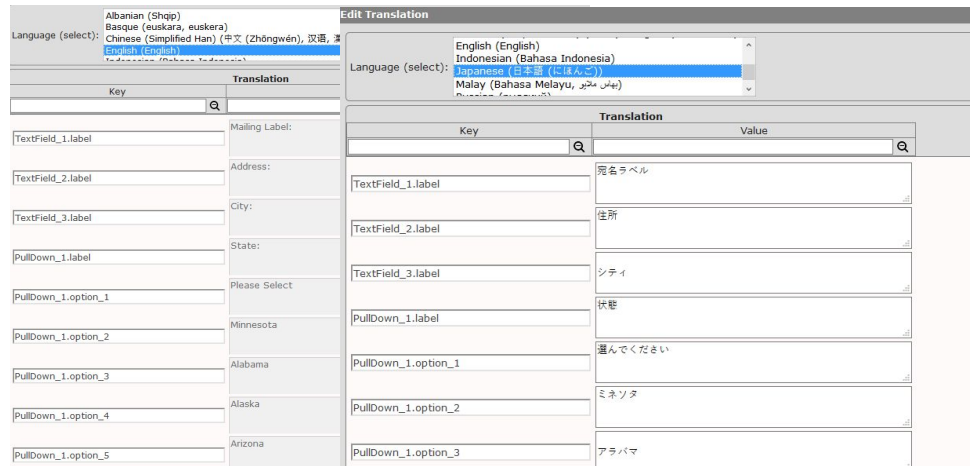 Albanian (Shqip)
Basque (euskara, euskera)
Language (select):
Chinese (Simplified Han) (中文 (Zhōngwén), 汉语,
English (English)
Translation
Key
TextField_1.label
Mailing Label:
TextField_2.label
Address:
TextField_3.label
City:
PullDown_1.label
State:
PullDown_1.option_1
Please Select
PullDown_1.option_2
Minnesota
PullDown_1.option_3
Alabama
PullDown_1.option_4
Alaska
PullDown_1.option_5
Arizona
Edit Translation
English (English)
Indonesian (Bahasa Indonesia)
Language (select):
Japanese (日本語 (にほんご))
Malay (Bahasa Melayu, بهاس ملايو)
Translation
Key
Value
TextField_1.label
宛名ラベル
TextField_2.label
住所
TextField_3.label
シティ
PullDown_1.label
状態
PullDown_1.option_1
選んでください
PullDown_1.option_2
ミネソタ
PullDown_1.option_3
アラバマ